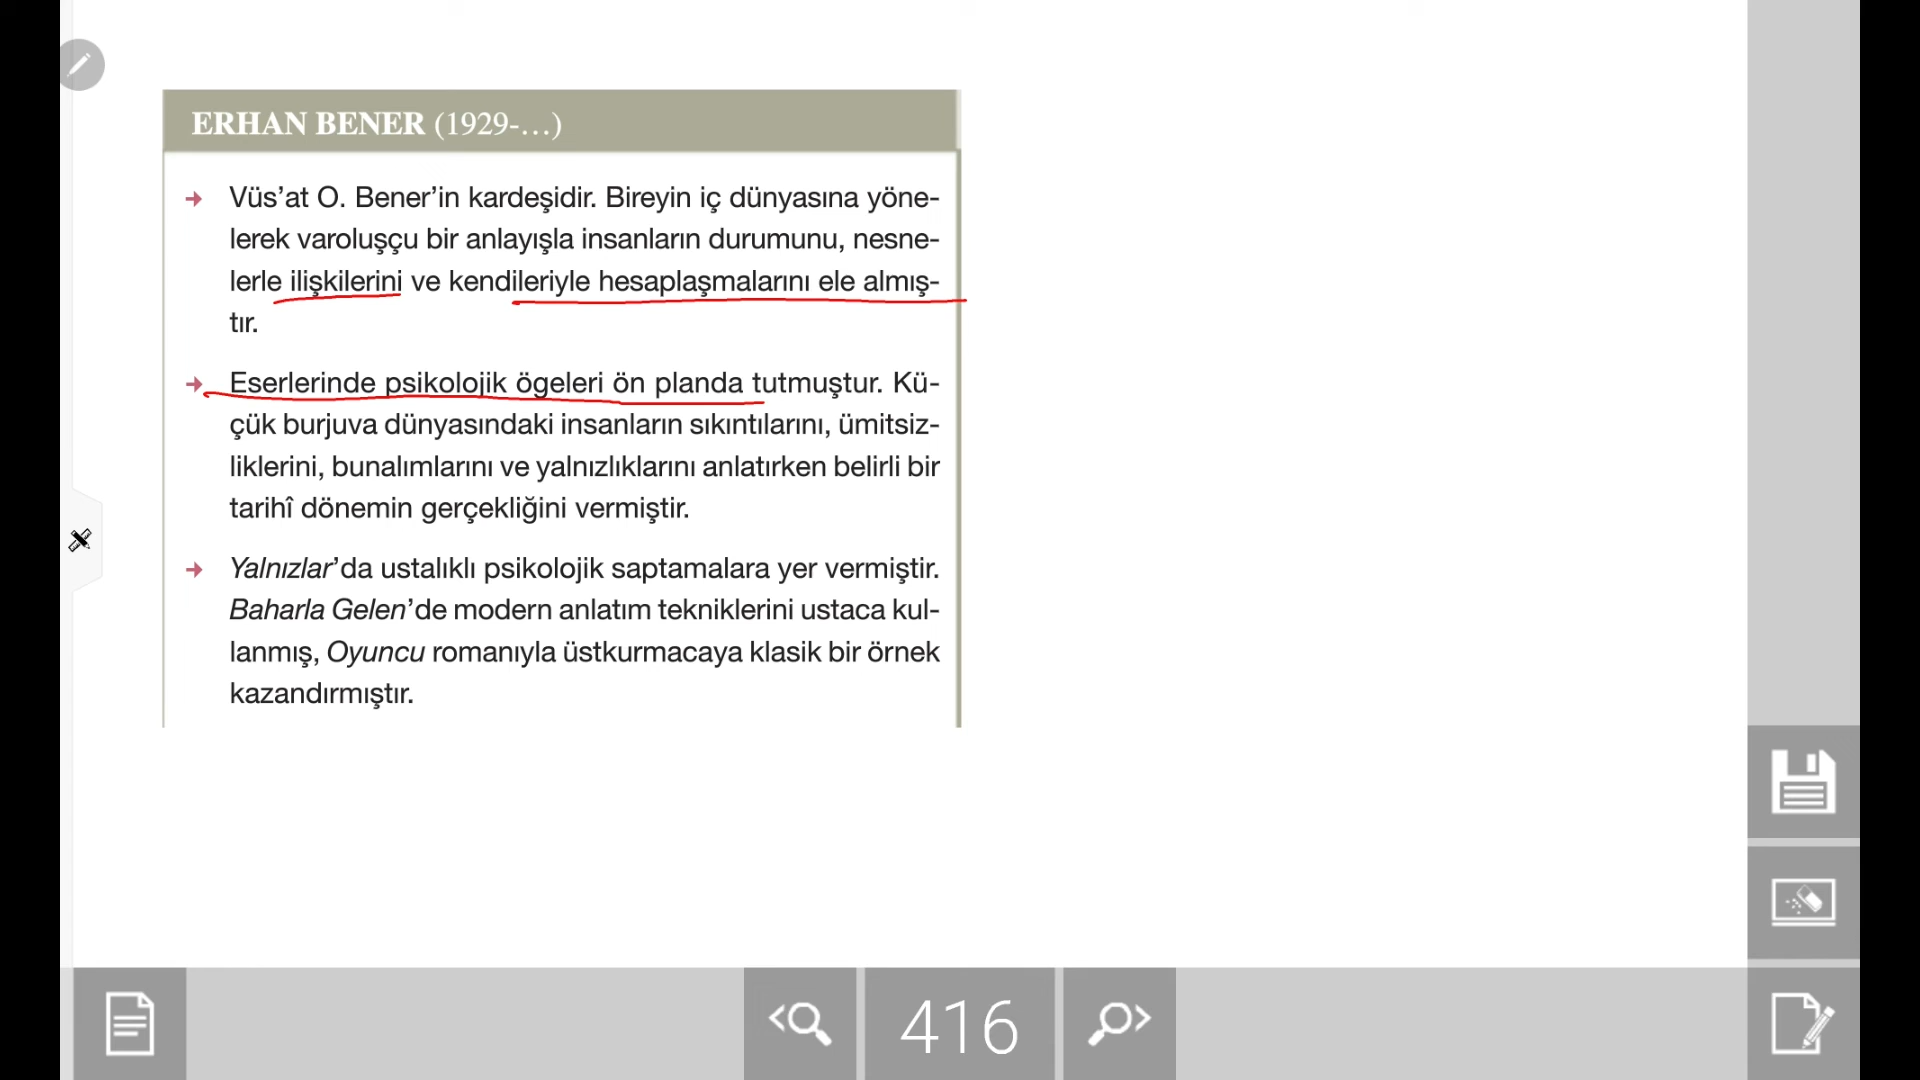 ERHAN BENER (1929-...)
→ Vüs’at O. Bener’in kardeşidir. Bireyin iç dünyasına yöne-
lerek varoluşçu bir anlayışla insanların durumunu, nesne-
lerle ilişkilerini ve kendileriyle hesaplaşmalarını ele almış-
tır.
→ Eserlerinde psikolojik ögeleri ön planda tutmuştur. Kü-
çük burjuva dünyasındaki insanların sıkıntılarını, ümitsiz-
liklerini, bunalımlarını ve yalnızlıklarını anlatırken belirli bir
tarihî dönemin gerçekliğini vermiştir.
→ Yalnızlar’da ustalıklı psikolojik saptamalara yer vermiştir.
Baharla Gelen’de modern anlatım tekniklerini ustaca kul-
lanmış, Oyuncu romanıyla üstkurmacaya klasik bir örnek
kazandırmıştır.
416